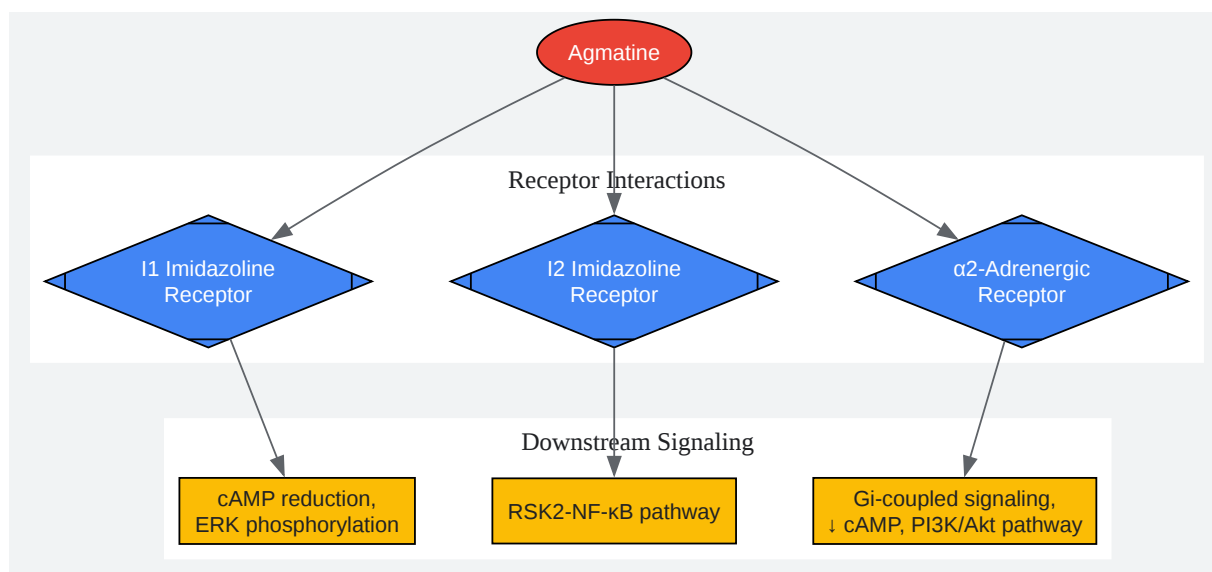 Agmatine
Receptor Interactions
I1 Imidazoline
Receptor
I2 Imidazoline
Receptor
α2-Adrenergic
Receptor
Downstream Signaling
cAMP reduction,
ERK phosphorylation
RSK2-NF-κB pathway
Gi-coupled signaling,
↓ cAMP, PI3K/Akt pathway